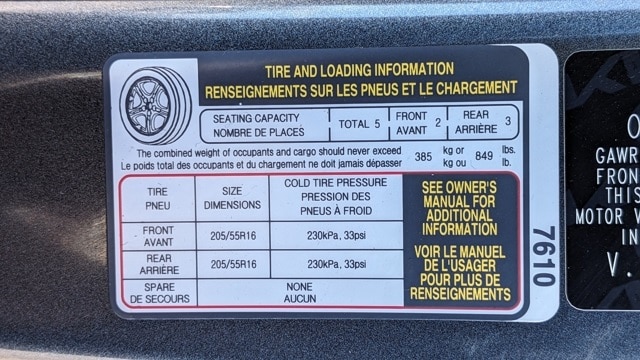 TIRE AND LOADING INFORMATION
RENSEIGNEMENTS SUR LES PNEUS ET LE CHARGEMENT
SEATING CAPACITY
NOMBRE DE PLACES
TOTAL 5
FRONT
AVANT 2
REAR
ARRIÈRE 3
The combined weight of occupants and cargo should never exceed
Le poids total des occupants et du chargement ne doit jamais dépasser
385 kg or 849 lbs.
kg ou lb.
TIRE
PNEU
SIZE
DIMENSIONS
COLD TIRE PRESSURE
PRESSION DES
PNEUS À FROID
FRONT
AVANT
205/55R16
230kPa, 33psi
REAR
ARRIÈRE
205/55R16
230kPa, 33psi
SPARE
DE SECOURS
NONE
AUCUN
SEE OWNER'S
MANUAL FOR
ADDITIONAL
INFORMATION
VOIR LE MANUEL
DE L'USAGER
POUR PLUS DE
RENSEIGNEMENTS
7610
GAWR
FRON
THIS
MOTOR V
IN
V.